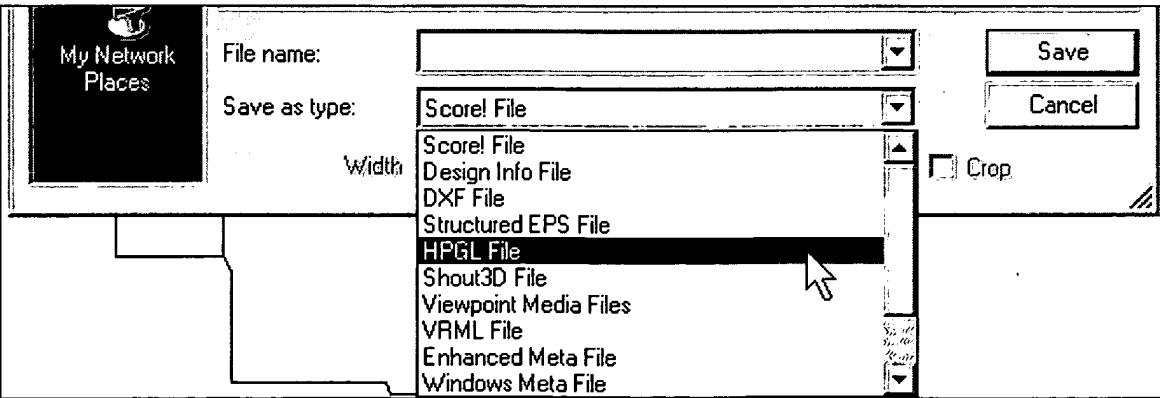 My Network
Places
File name:
Save
Save as type:
Score! File
Cancel
Width
Crop
Score! File
Design Info File
DXF File
Structured EPS File
HPGL File
Shout3D File
Viewpoint Media Files
VRML File
Enhanced Meta File
Windows Meta File